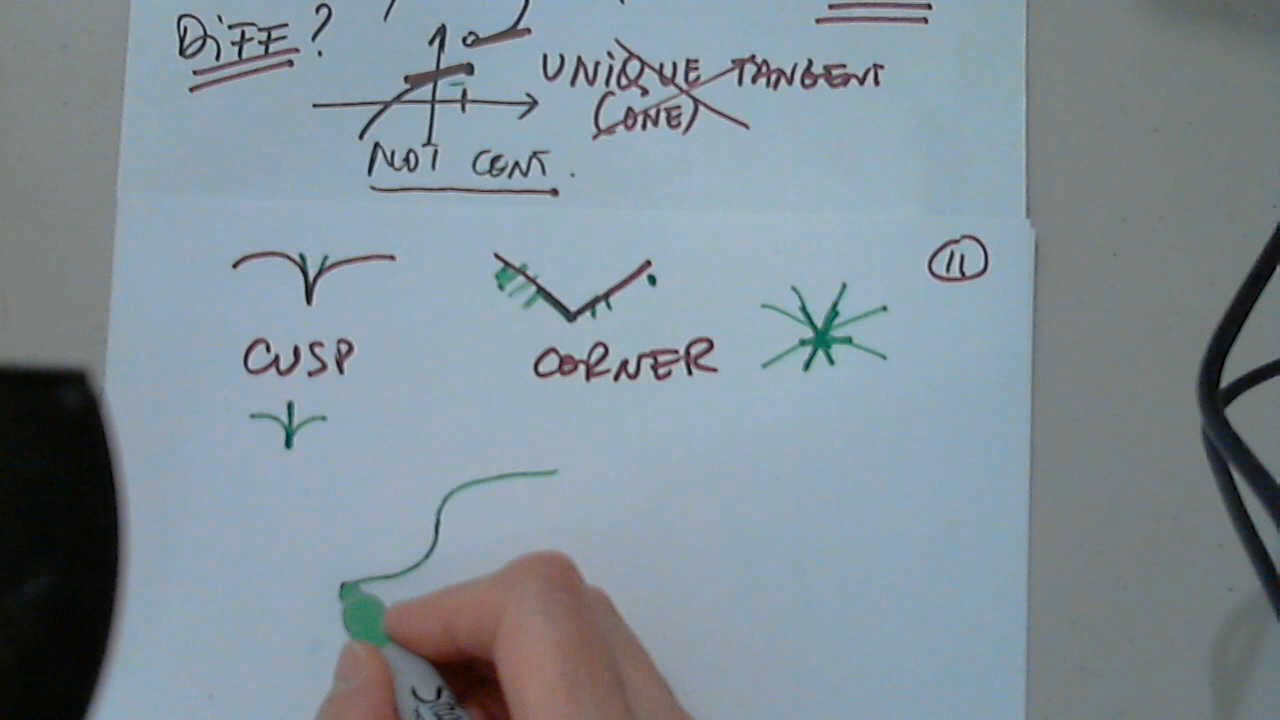 DiFF?
UNiQUE TANGENT
(ONE)
NOT CONT.
11
CUSP
CORNER